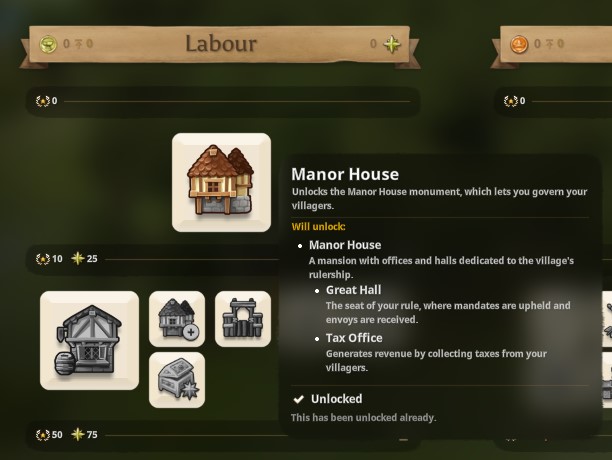 0 0
Labour
0
0 0
0
0
Manor House
Unlocks the Manor House monument, which lets you govern your
villagers.
Will unlock:
Manor House
A mansion with offices and halls dedicated to the village's
rulership.
Great Hall
The seat of your rule, where mandates are upheld and
envoys are received.
Tax Office
Generates revenue by collecting taxes from your
villagers.
Unlocked
This has been unlocked already.
10 25
50 75